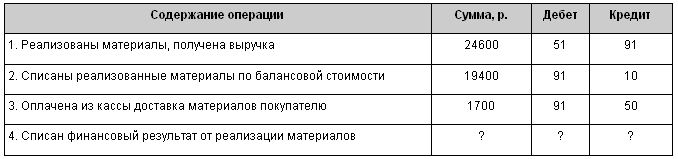 Содержание операции Сумма, р. Дебет Кредит
1. Реализованы материалы, получена выручка 24600 51 91
2. Списаны реализованные материалы по балансовой стоимости 19400 91 10
3. Оплачена из кассы доставка материалов покупателю 1700 91 50
4. Списан финансовый результат от реализации материалов ? ? ?